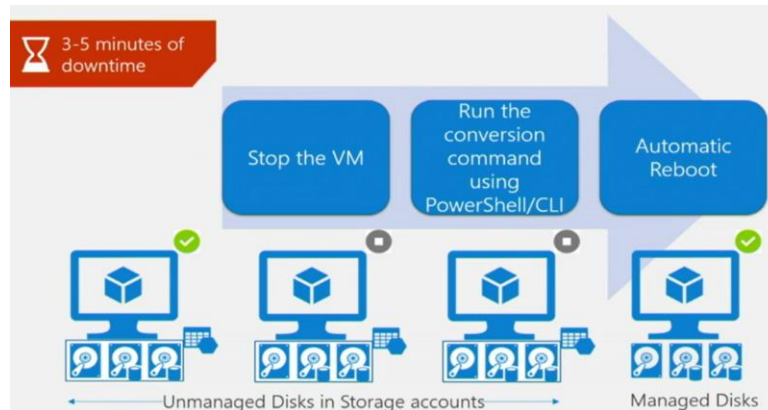 3-5 minutes of
downtime
Stop the VM
Run the
conversion
command
using
PowerShell/CLI
Automatic
Reboot
Unmanaged Disks in Storage accounts
Managed Disks